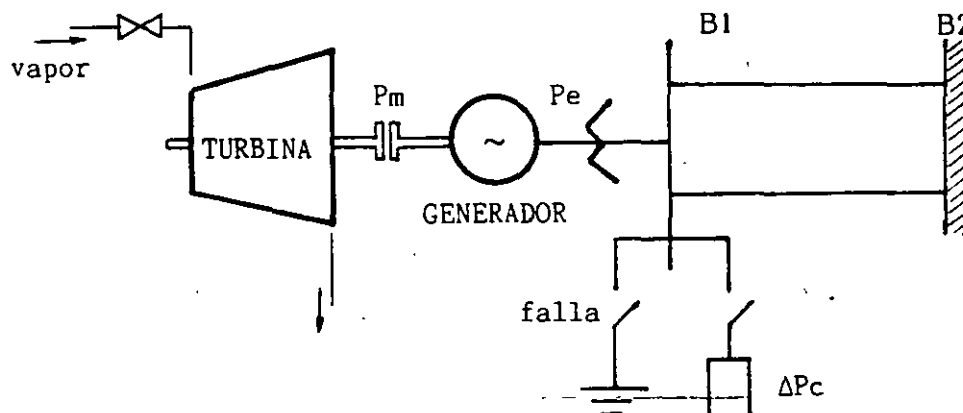 B1
B2
vapor
Pm
Pe
TURBINA
~
GENERADOR
falla
ΔPc